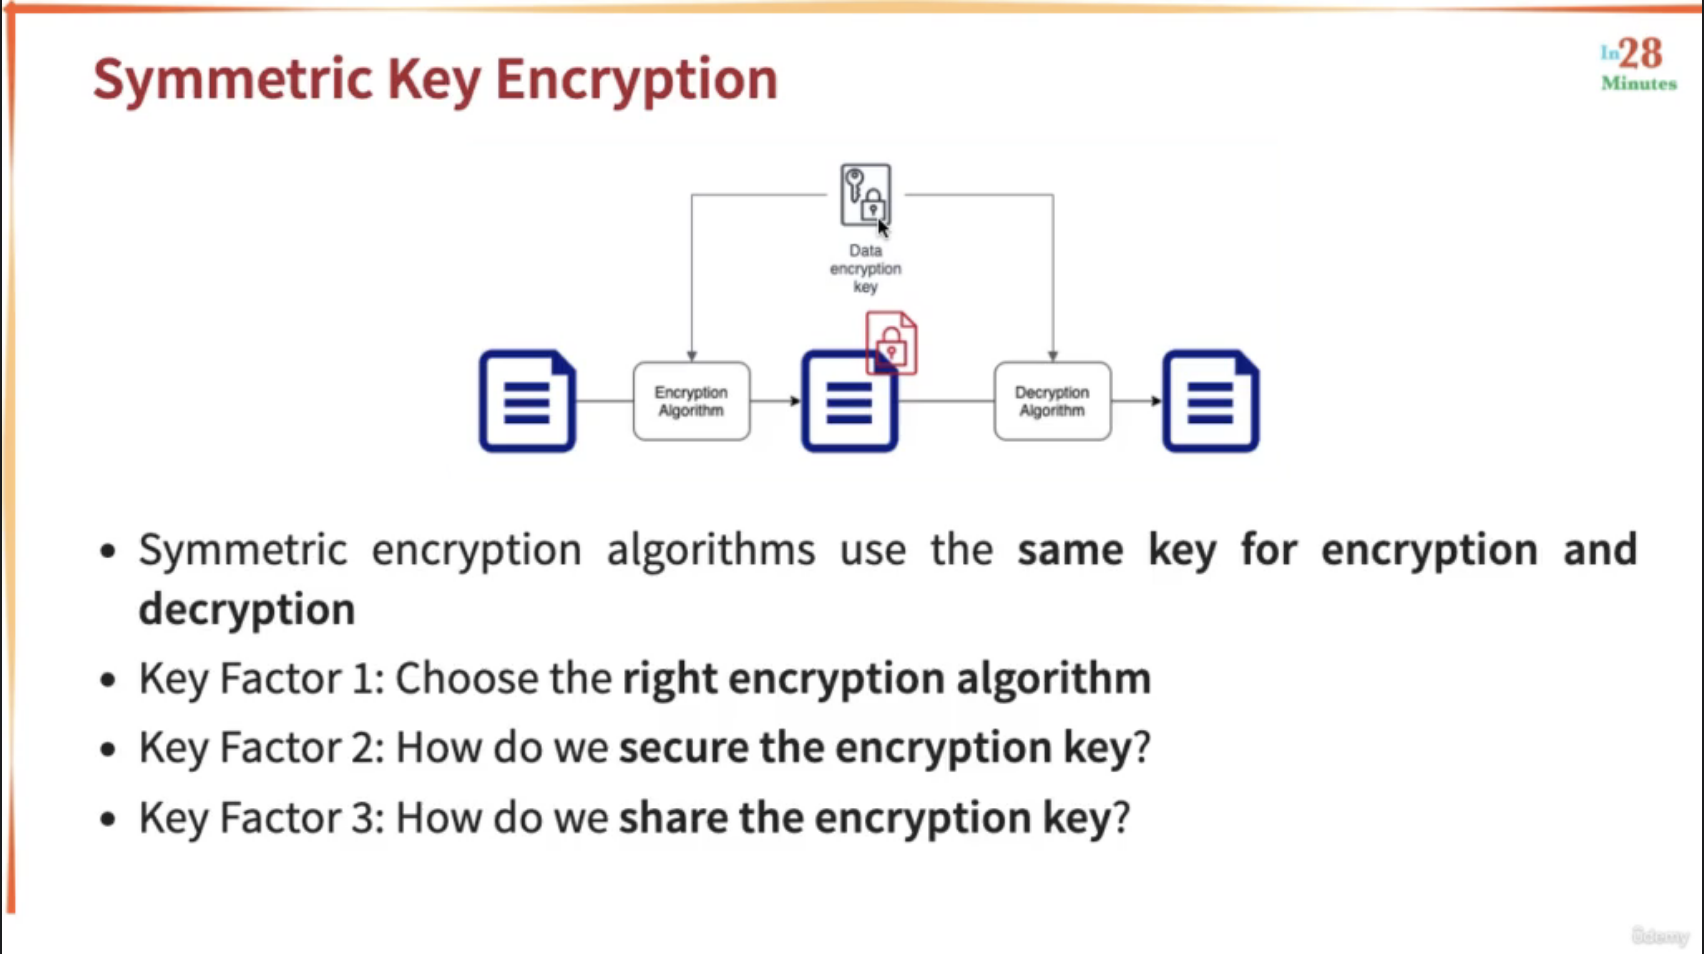 Symmetric Key Encryption
In28
Minutes
Data
encryption
key
Encryption
Algorithm
Decryption
Algorithm
• Symmetric encryption algorithms use the same key for encryption and
decryption
• Key Factor 1: Choose the right encryption algorithm
• Key Factor 2: How do we secure the encryption key?
• Key Factor 3: How do we share the encryption key?
ûdemy